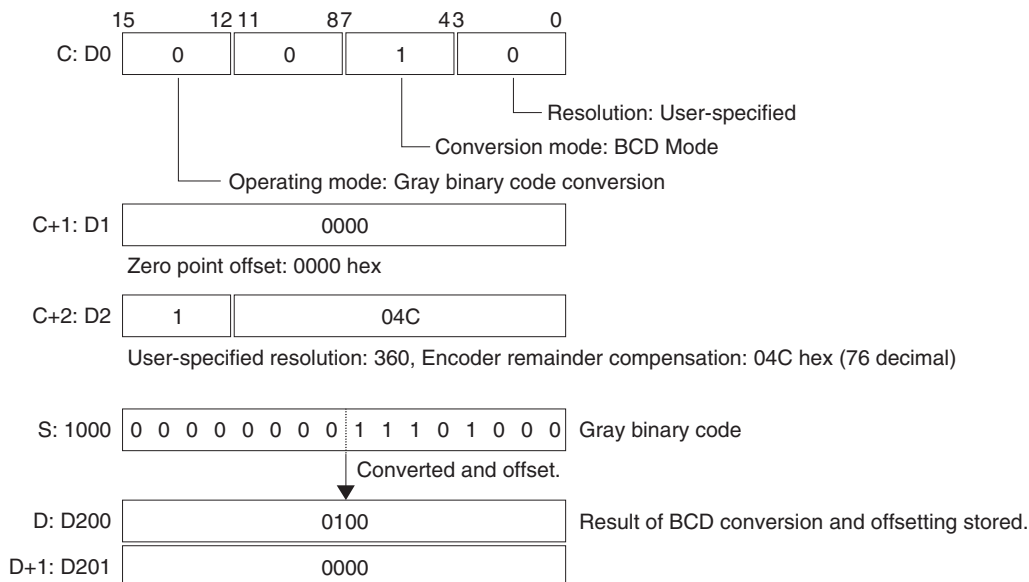 15 12 11 87 43 0
C: D0 0 0 1 0
Resolution: User-specified
Conversion mode: BCD Mode
Operating mode: Gray binary code conversion
C+1: D1 0000
Zero point offset: 0000 hex
C+2: D2 1 04C
User-specified resolution: 360, Encoder remainder compensation: 04C hex (76 decimal)
S: 1000 0 0 0 0 0 0 0 0 1 1 1 0 1 0 0 0 Gray binary code
Converted and offset.
D: D200 0100 Result of BCD conversion and offsetting stored.
D+1: D201 0000